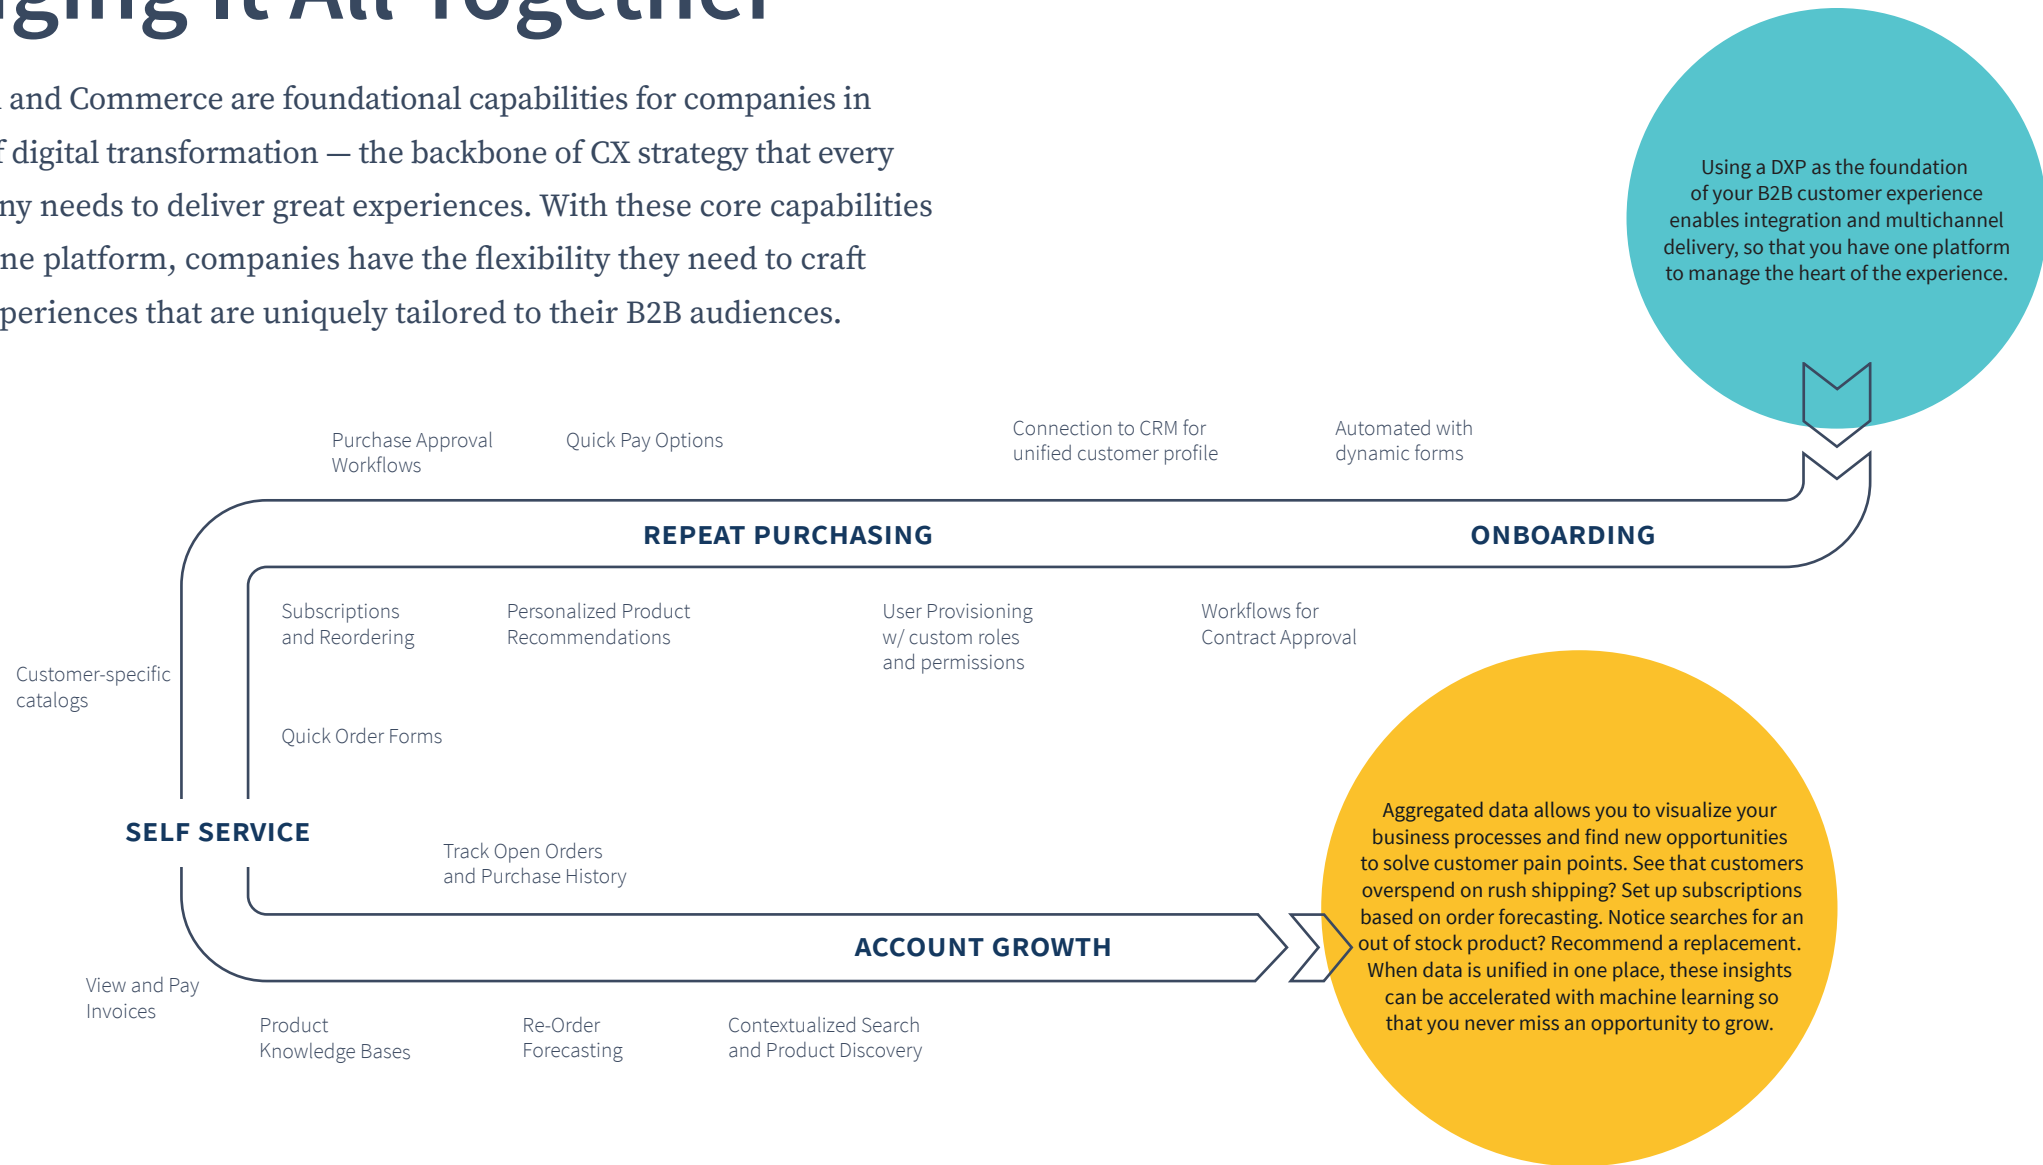 It All Together
and Commerce are foundational capabilities for companies in
digital transformation — the backbone of CX strategy that every
needs to deliver great experiences. With these core capabilities
platform, companies have the flexibility they need to craft
that are uniquely tailored to their B2B audiences.
Using a DXP as the foundation
of your B2B customer experience
enables integration and multichannel
delivery, so that you have one platform
to manage the heart of the experience.
Purchase Approval
Workflows
Quick Pay Options
Connection to CRM for
unified customer profile
Automated with
dynamic forms
REPEAT PURCHASING
ONBOARDING
Subscriptions
and Reordering
Personalized Product
Recommendations
User Provisioning
w/ custom roles
and permissions
Workflows for
Contract Approval
Customer-specific
catalogs
Quick Order Forms
SELF SERVICE
Track Open Orders
and Purchase History
ACCOUNT GROWTH
View and Pay
Invoices
Product
Knowledge Bases
Re-Order
Forecasting
Contextualized Search
and Product Discovery
Aggregated data allows you to visualize your
business processes and find new opportunities
to solve customer pain points. See that customers
overspend on rush shipping? Set up subscriptions
based on order forecasting. Notice searches for an
out of stock product? Recommend a replacement.
When data is unified in one place, these insights
can be accelerated with machine learning so
that you never miss an opportunity to grow.